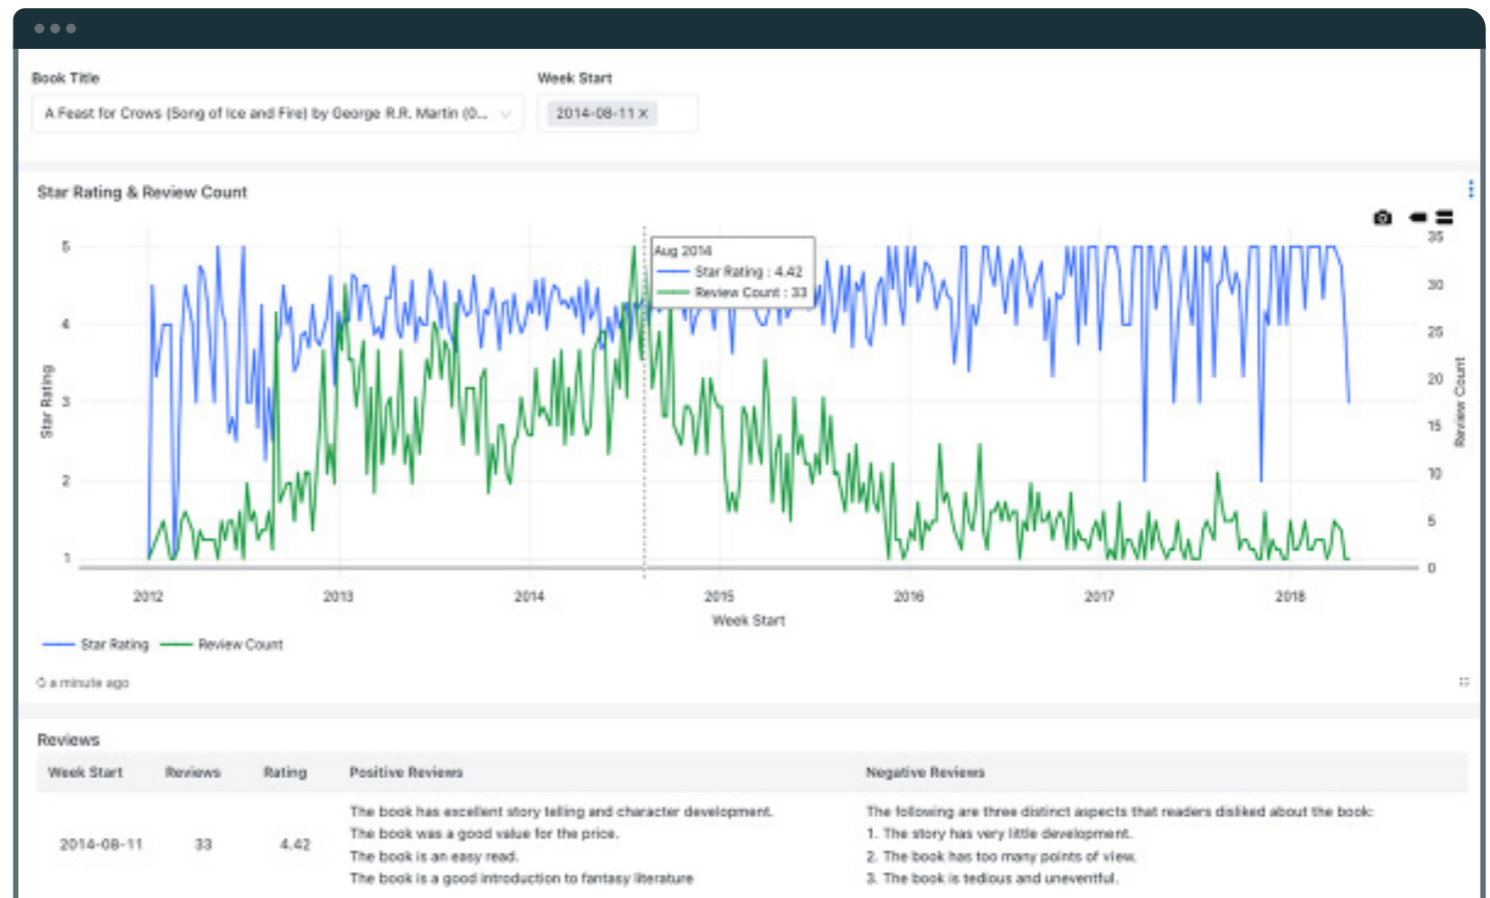 Book Title
Week Start
A Feast for Crows (Song of Ice and Fire) by George R.R. Martin (0...
2014-08-11 ×
Star Rating & Review Count
Aug 2014
Star Rating : 4.42
Review Count : 33
5
4
3
2
1
Star Rating
35
30
25
20
15
10
5
0
Review Count
2012 2013 2014 2015 2016 2017 2018
Week Start
Star Rating Review Count
a minute ago
Reviews
Week Start Reviews Rating Positive Reviews Negative Reviews
2014-08-11 33 4.42
The book has excellent story telling and character development.
The book was a good value for the price.
The book is an easy read.
The book is a good introduction to fantasy literature
The following are three distinct aspects that readers disliked about the book:
1. The story has very little development.
2. The book has too many points of view.
3. The book is tedious and uneventful.